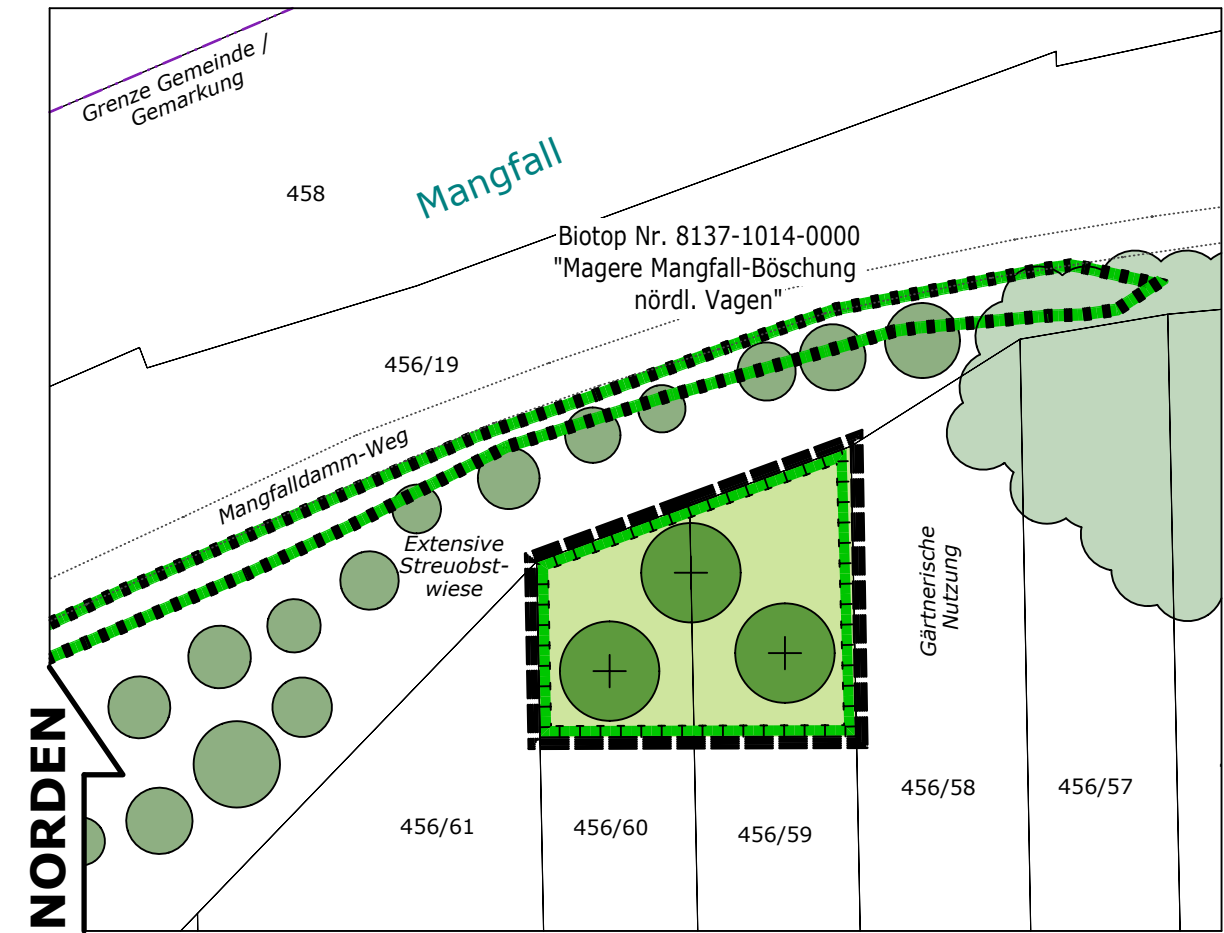 Grenze Gemeinde /
Gemarkung
458
Mangfall
Biotop Nr. 8137-1014-0000
"Magere Mangfall-Böschung
nördl. Vagen"
456/19
Mangfalldamm-Weg
Extensive
Streuobst-
wiese
Gärtnerische
Nutzung
NORDEN
456/61
456/60
456/59
456/58
456/57